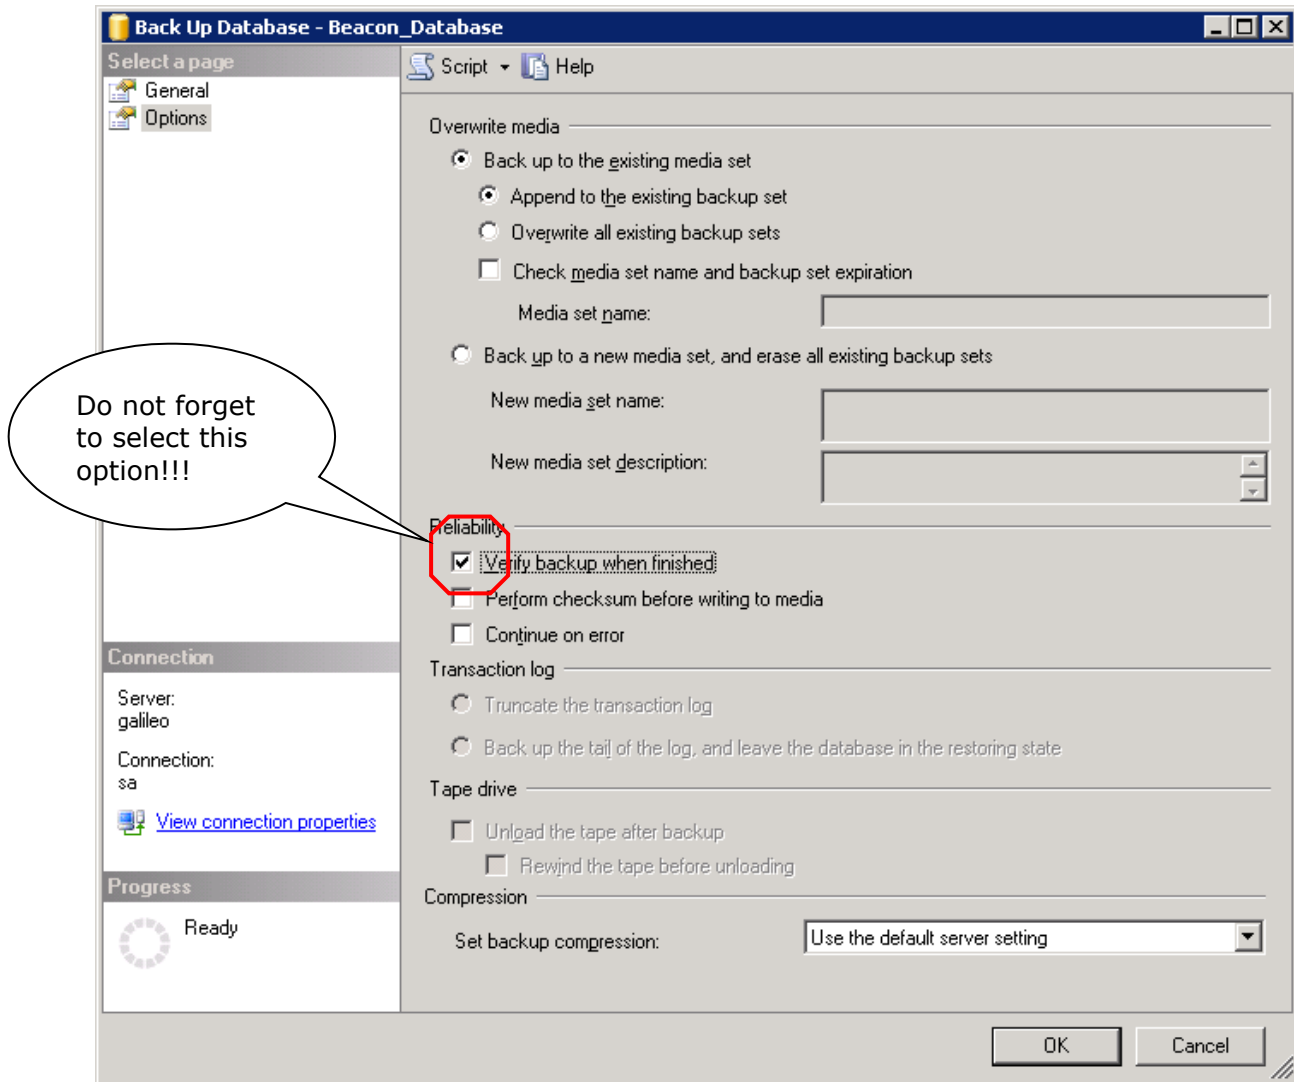 Back Up Database - Beacon_Database
Select a page
General
Options
Script
Help
Overwrite media
Back up to the existing media set
Append to the existing backup set
Overwrite all existing backup sets
Check media set name and backup set expiration
Media set name:
Back up to a new media set, and erase all existing backup sets
New media set name:
New media set description:
Do not forget
to select this
option!!!
Reliability
Verify backup when finished
Perform checksum before writing to media
Continue on error
Transaction log
Truncate the transaction log
Back up the tail of the log, and leave the database in the restoring state
Tape drive
Unload the tape after backup
Rewind the tape before unloading
Compression
Set backup compression:
Use the default server setting
Connection
Server:
galileo
Connection:
sa
View connection properties
Progress
Ready
OK
Cancel